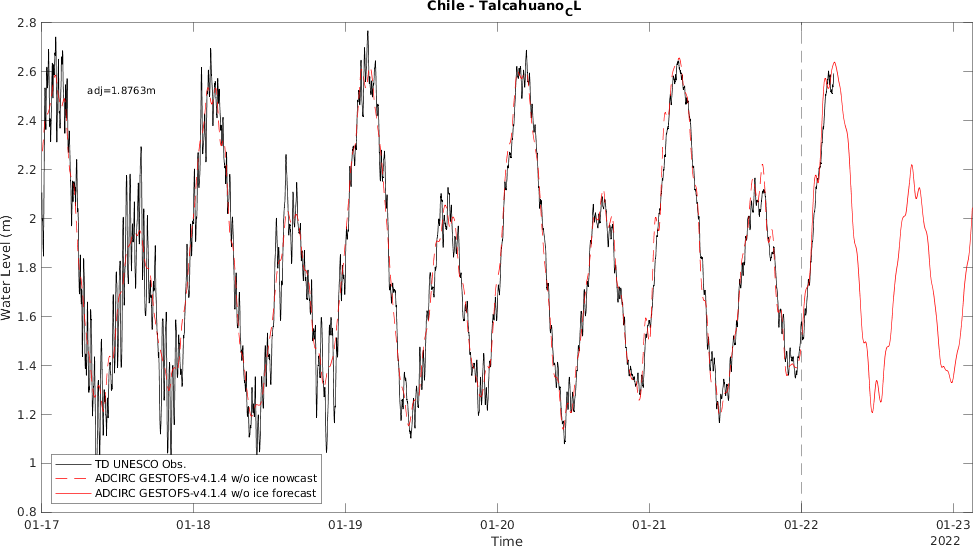 Chile - Talcahuano_CL
2.8
2.6
adj=1.8763m
2.4
2.2
2
Water Level (m)
1.8
1.6
1.4
1.2
1
0.8
TD UNESCO Obs.
ADCIRC GESTOFS-v4.1.4 w/o ice nowcast
ADCIRC GESTOFS-v4.1.4 w/o ice forecast
01-17 01-18 01-19 01-20 01-21 01-22 01-23
Time
2022